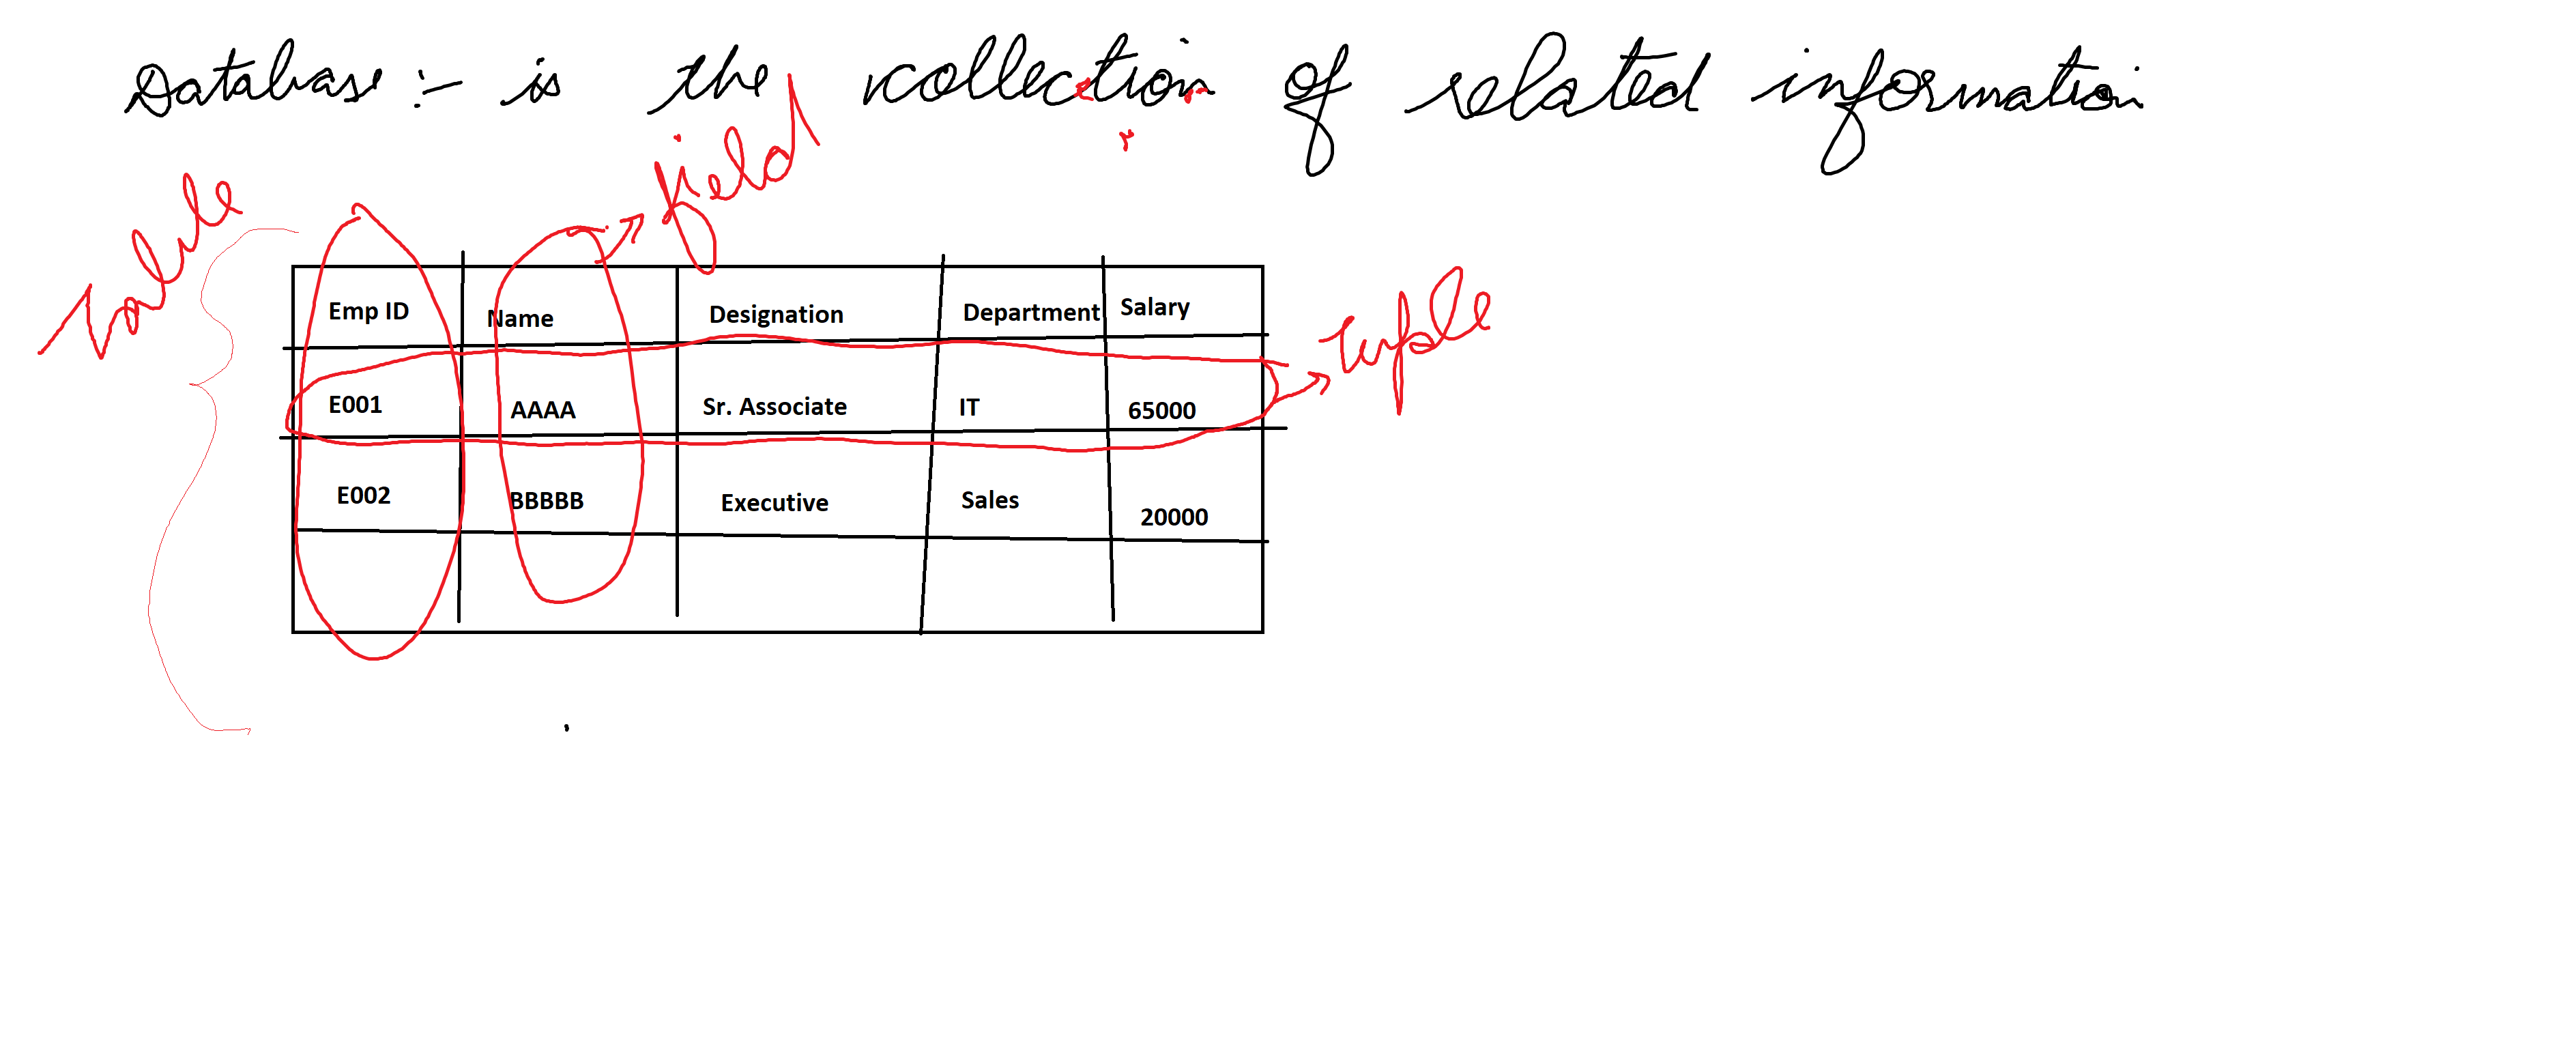 Database :- is the collection of related information
Value
field
Emp ID Name Designation Department Salary
E001 AAAA Sr. Associate IT 65000
Tuple
E002 BBBBB Executive Sales 20000